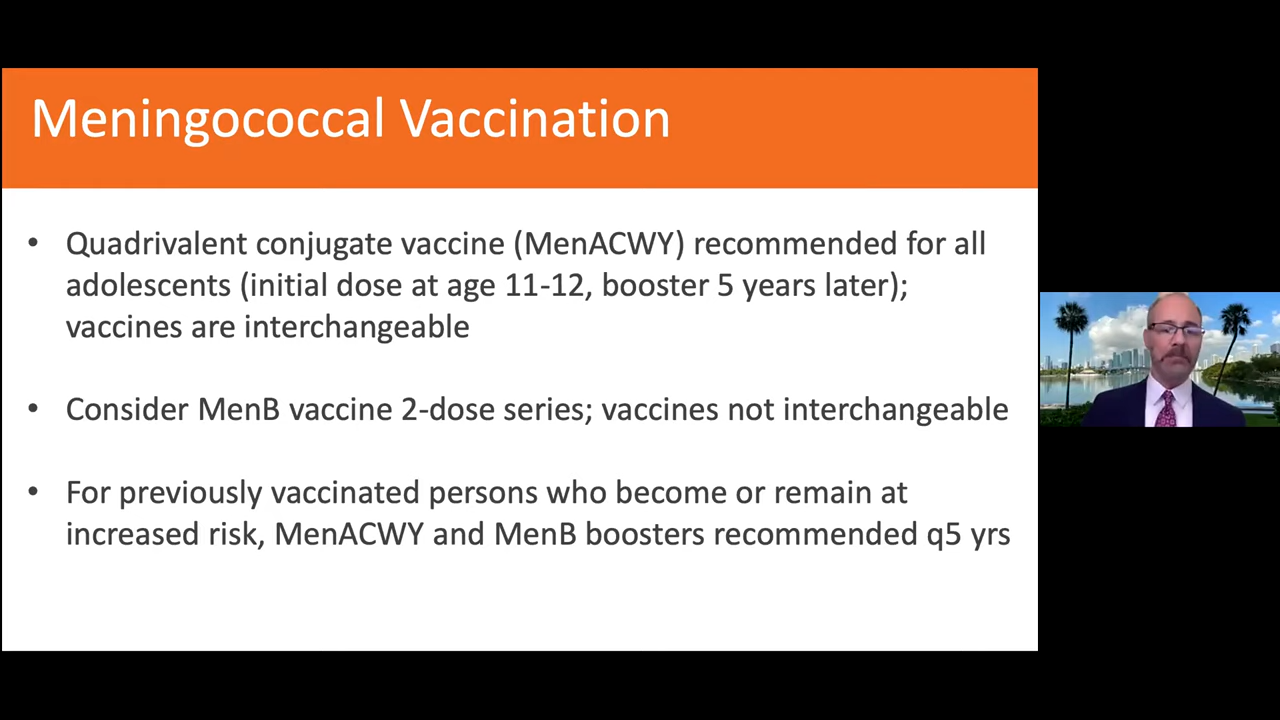 Meningococcal Vaccination
• Quadrivalent conjugate vaccine (MenACWY) recommended for all
adolescents (initial dose at age 11-12, booster 5 years later);
vaccines are interchangeable
• Consider MenB vaccine 2-dose series; vaccines not interchangeable
• For previously vaccinated persons who become or remain at
increased risk, MenACWY and MenB boosters recommended q5 yrs